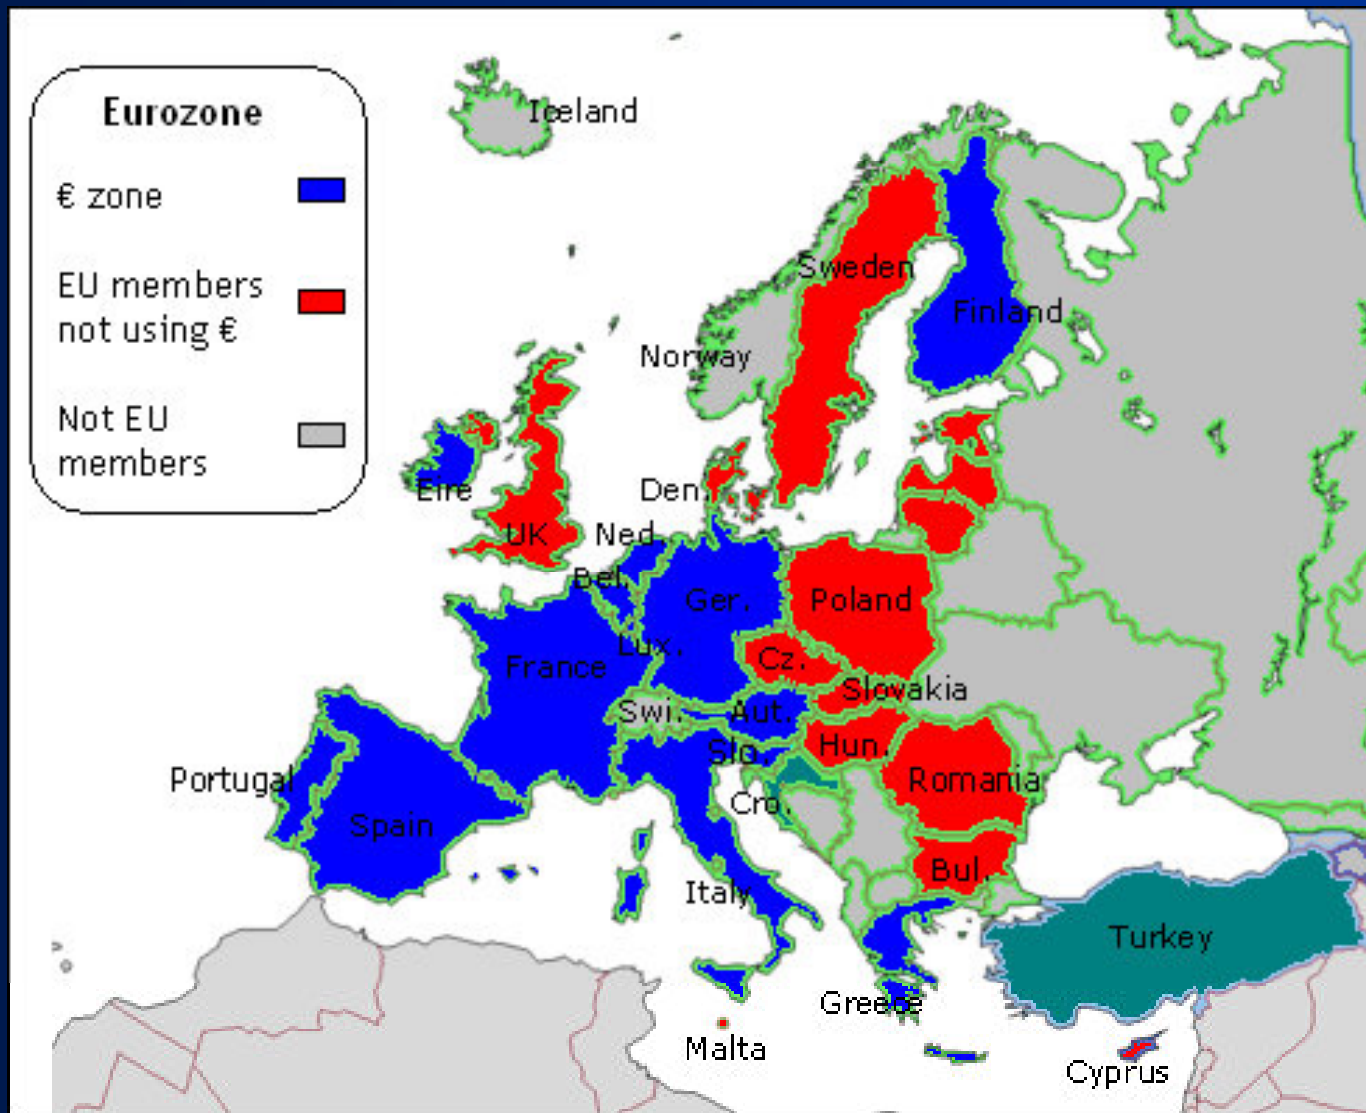 Eurozone
€ zone
EU members
not using €
Not EU
members
Iceland
Sweden
Finland
Norway
Eire
Den.
UK
Ned
Bel.
Ger.
Poland
Lux.
France
Cz.
Slovakia
Swi.
Aut.
Slo.
Hun.
Portugal
Romania
Cro.
Spain
Bul.
Italy
Turkey
Greece
Malta
Cyprus